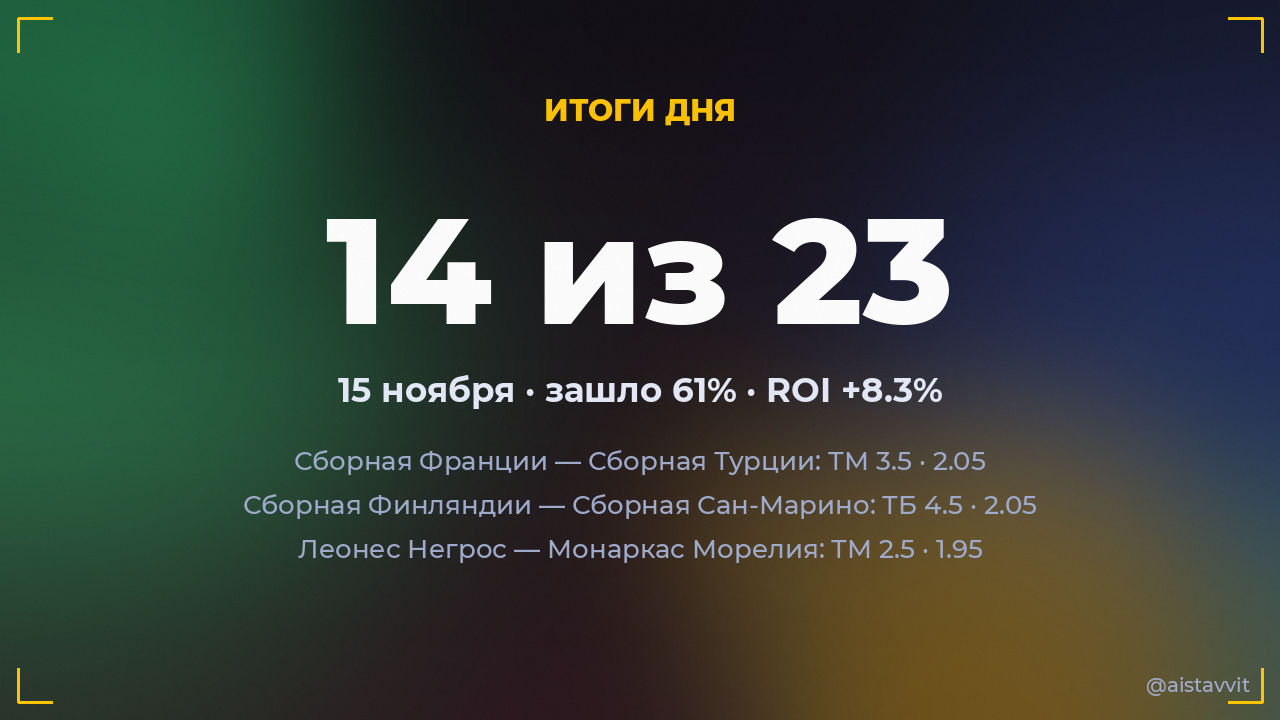 ИТОГИ ДНЯ
14 из 23
15 ноября · зашло 61% · ROI +8.3%
Сборная Франции — Сборная Турции: ТМ 3.5 · 2.05
Сборная Финляндии — Сборная Сан-Марино: ТБ 4.5 · 2.05
Леонес Негрос — Монаркас Морелия: ТМ 2.5 · 1.95
@aistavvit